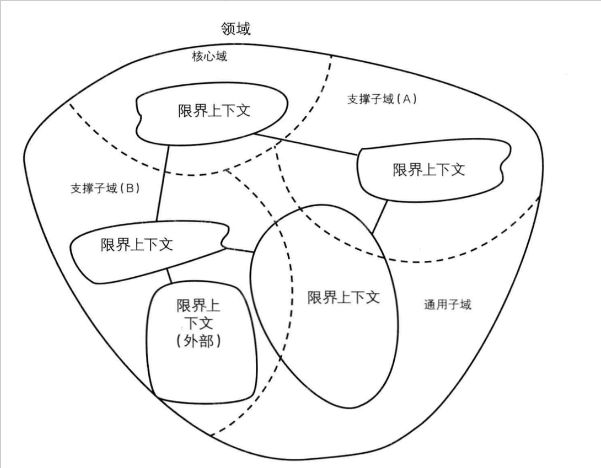 领域
核心域
限界上下文
支撑子域(A)
限界上下文
支撑子域(B)
限界上下文
限界上
下文
(外部)
限界上下文
通用子域